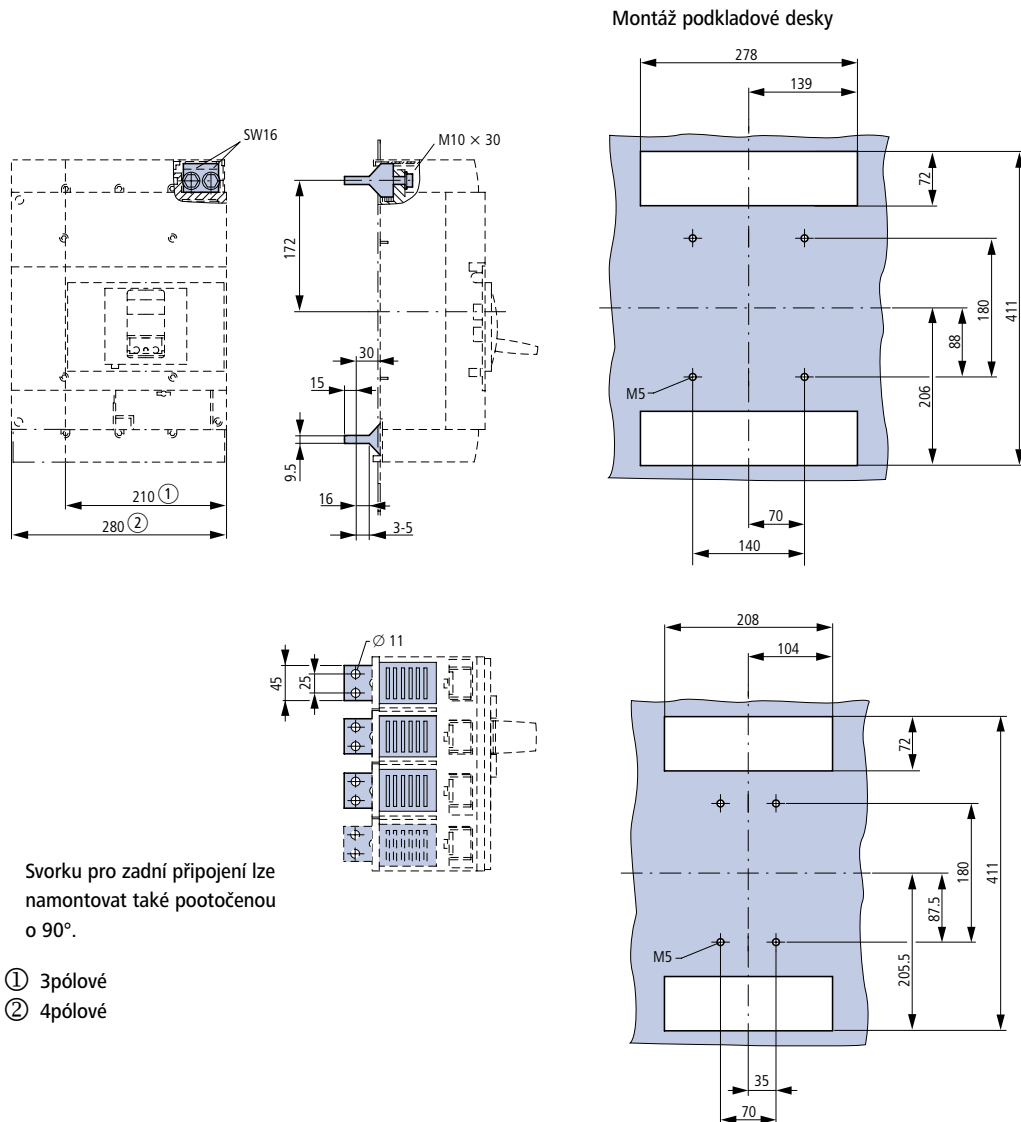 Montáž podkladové desky
278
139
72
180
411
88
206
M5
70
140
SW16
210 ①
280 ②
M10 × 30
172
30
15
9.5
16
3-5
Ø 11
45
25
208
104
72
180
411
87.5
205.5
M5
35
70
Svorku pro zadní připojení lze
namontovat také pootočenou
o 90°.
① 3pólové
② 4pólové